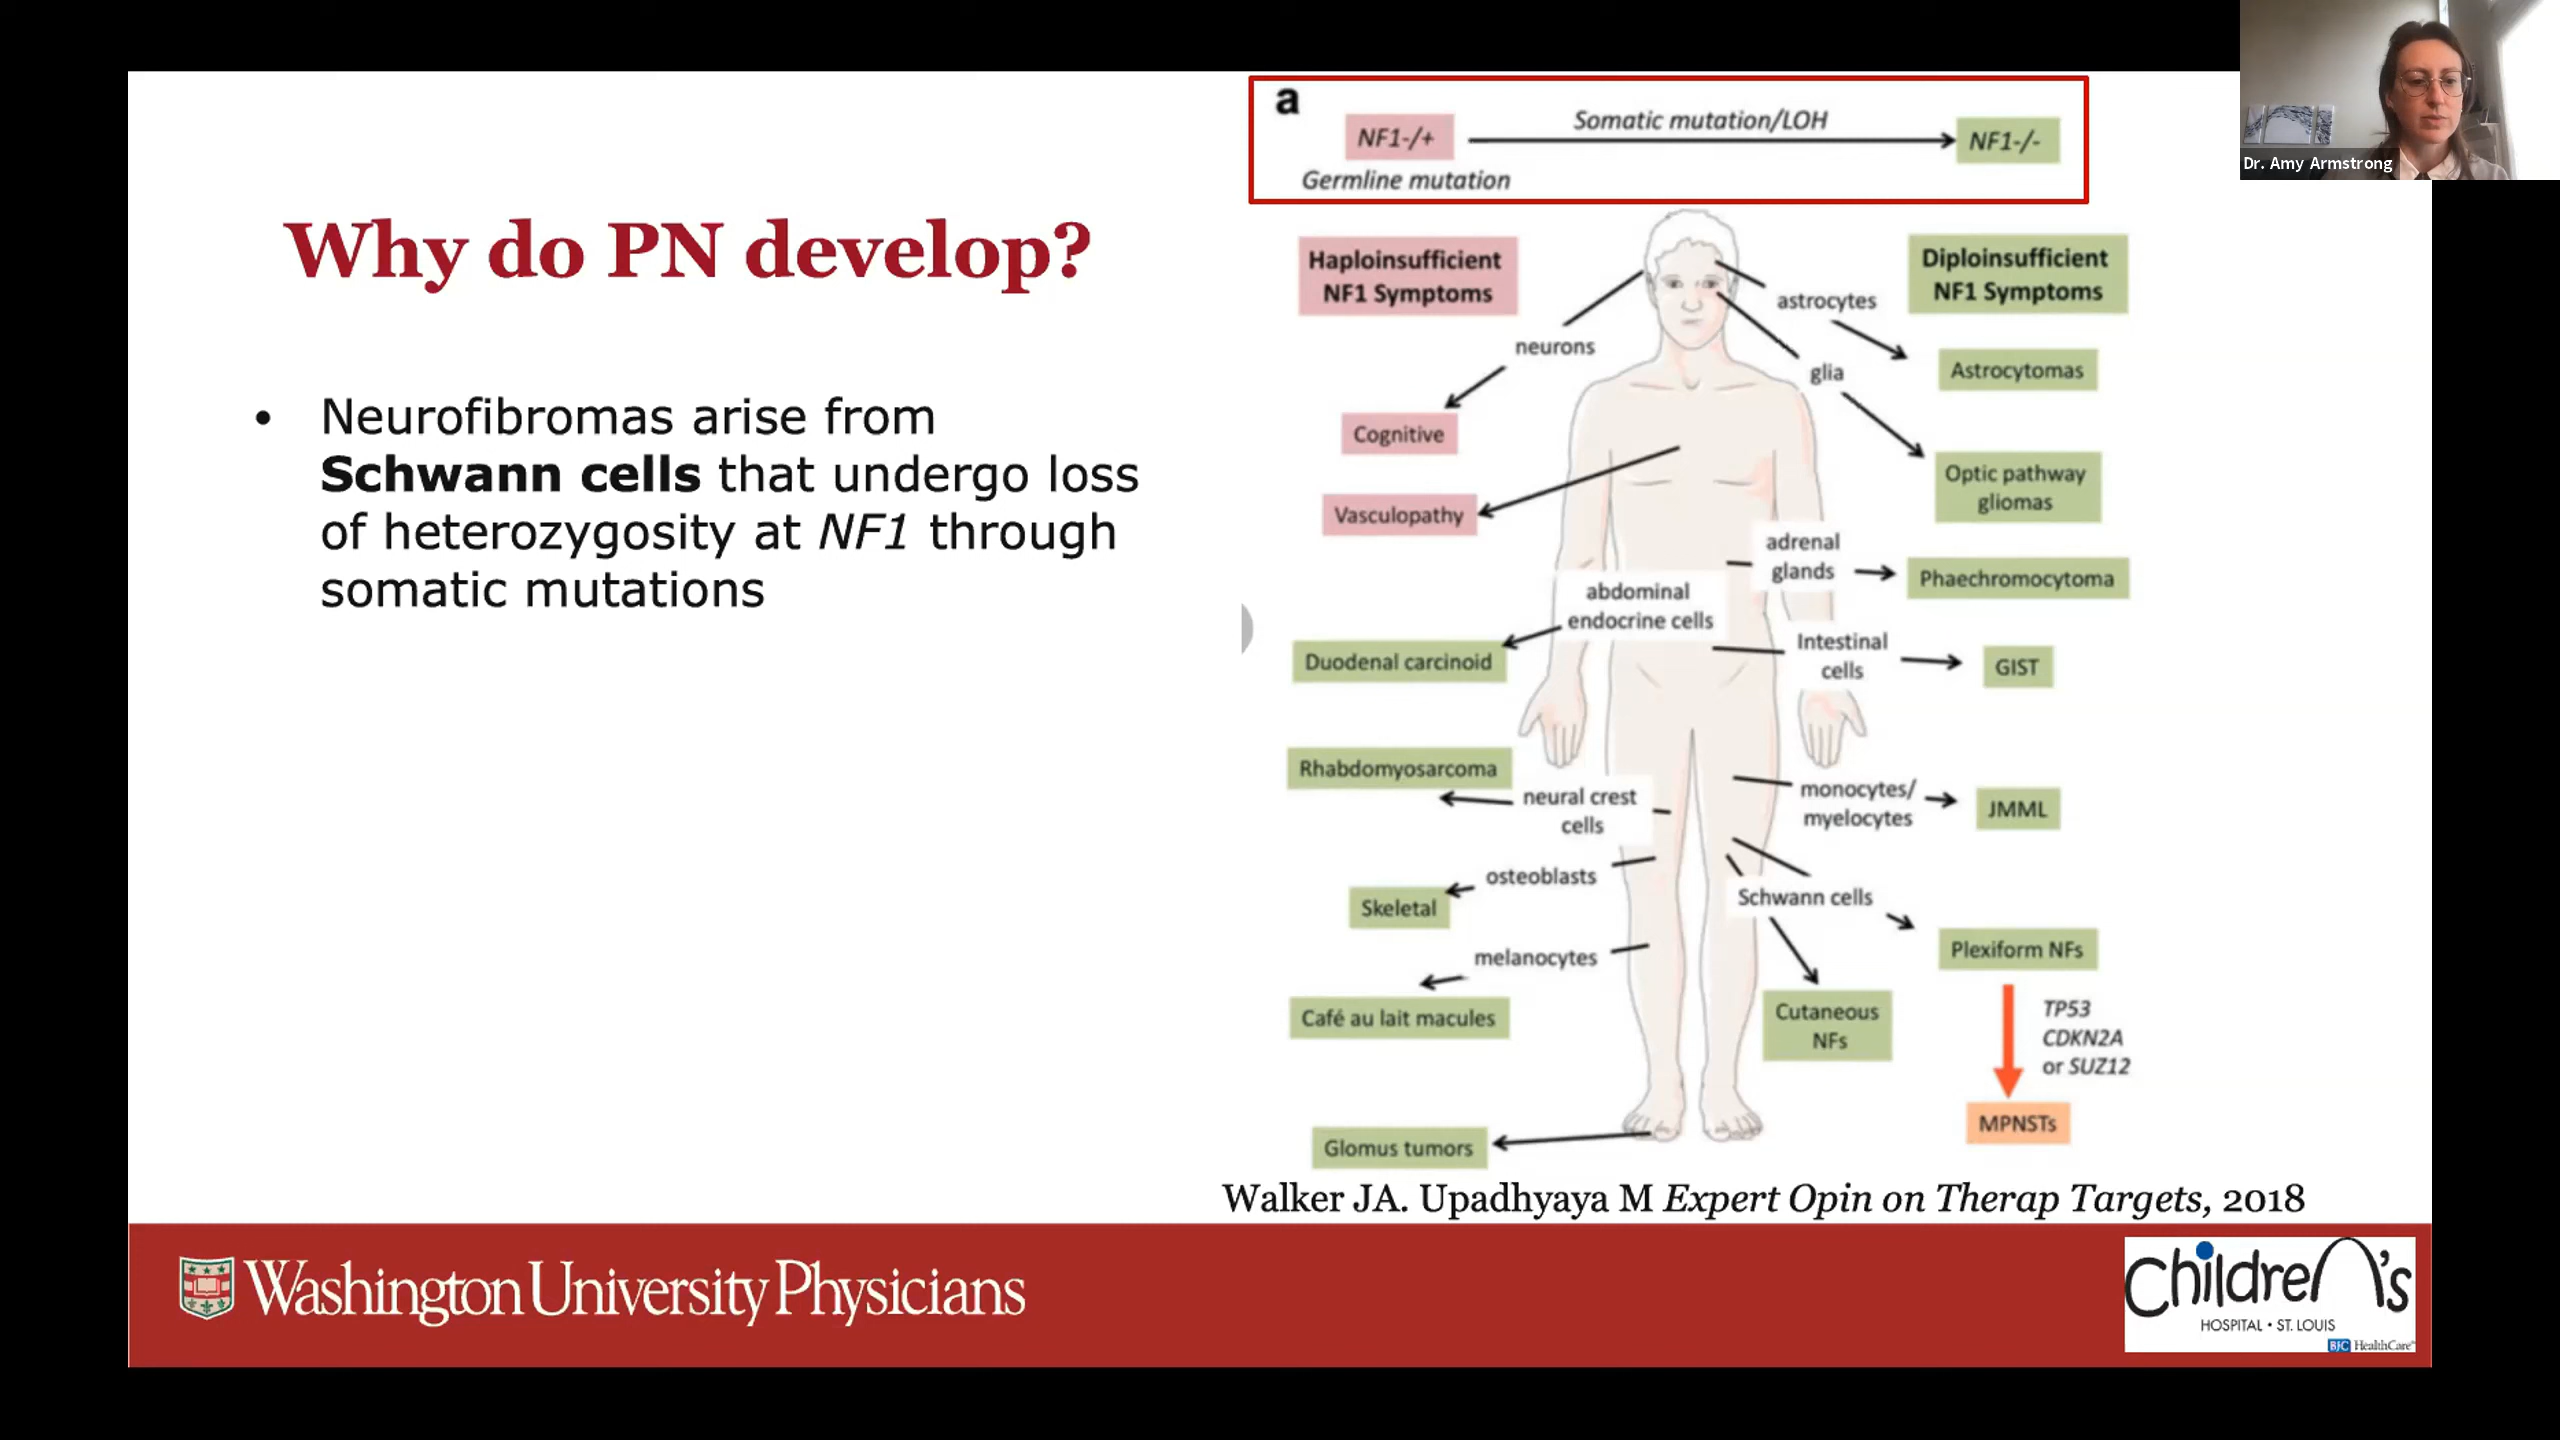 Dr. Amy Armstrong
Why do PN develop?
• Neurofibromas arise from
Schwann cells that undergo loss
of heterozygosity at NF1 through
somatic mutations
a
NF1-/+
Somatic mutation/LOH
NF1-/-
Germline mutation
Haploinsufficient
NF1 Symptoms
Diploinsufficient
NF1 Symptoms
neurons
Cognitive
Vasculopathy
abdominal
endocrine cells
Duodenal carcinoid
Rhabdomyosarcoma
neural crest
cells
osteoblasts
Skeletal
melanocytes
Café au lait macules
Glomus tumors
astrocytes
Astrocytomas
glia
Optic pathway
gliomas
adrenal
glands
Phaechromocytoma
Intestinal
cells
GIST
monocytes/
myelocytes
JMML
Schwann cells
Plexiform NFs
Cutaneous
NFs
TP53
CDKN2A
or SUZ12
MPNSTs
Walker JA. Upadhyaya M Expert Opin on Therap Targets, 2018
Washington University Physicians
Children's
HOSPITAL • ST. LOUIS
BJC HealthCare